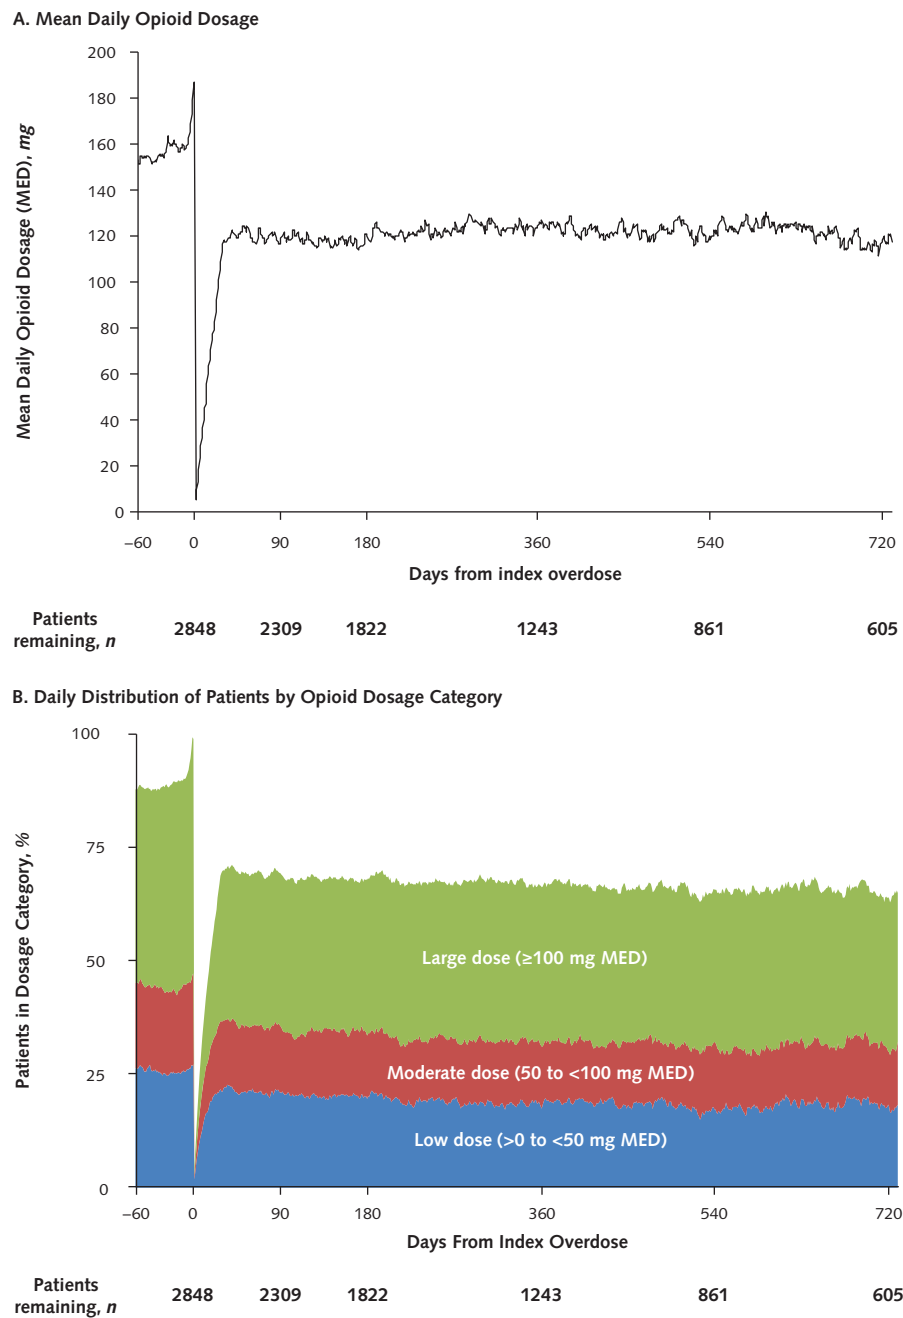 A. Mean Daily Opioid Dosage
200
180
160
140
120
100
80
60
40
20
0
Mean Daily Opioid Dosage (MED), mg
–60 0 90 180 360 540 720
Days from index overdose
Patients
remaining, n
2848 2309 1822 1243 861 605
B. Daily Distribution of Patients by Opioid Dosage Category
100
75
50
25
0
Patients in Dosage Category, %
Large dose (≥100 mg MED)
Moderate dose (50 to <100 mg MED)
Low dose (>0 to <50 mg MED)
–60 0 90 180 360 540 720
Days From Index Overdose
Patients
remaining, n
2848 2309 1822 1243 861 605